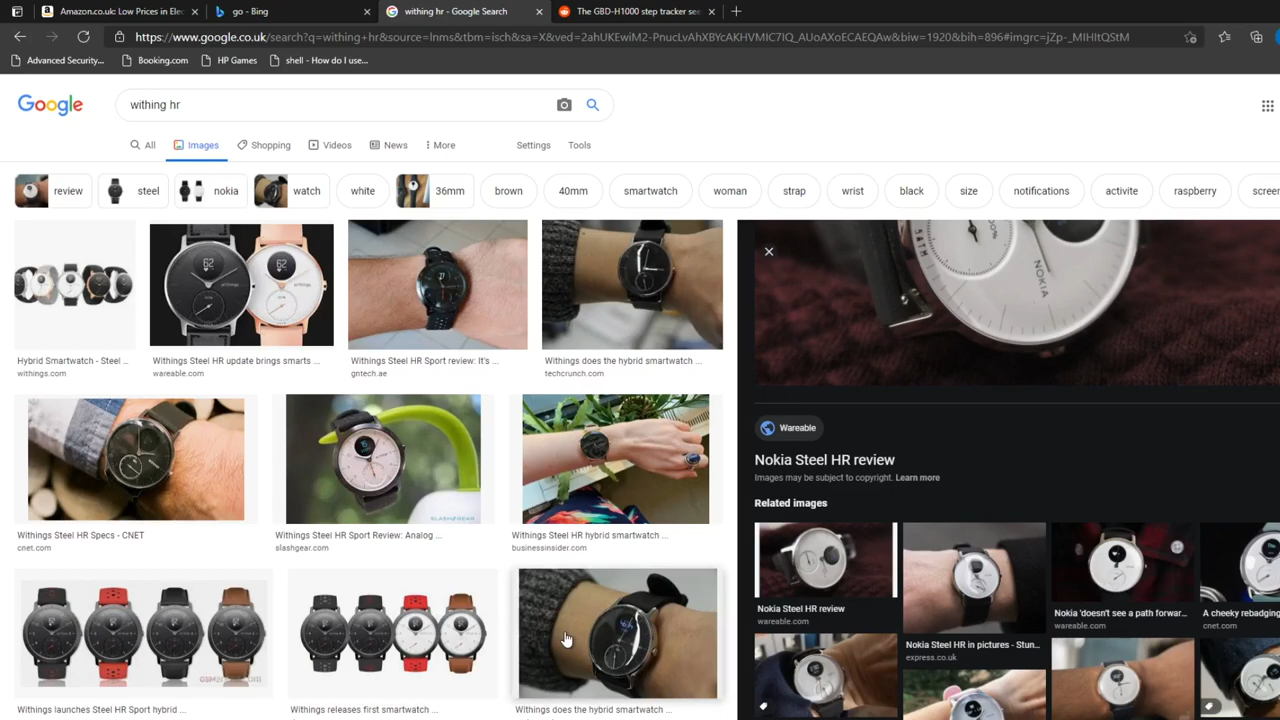 Amazon.co.uk: Low Prices in Elec
go - Bing
withing hr - Google Search
The GBD-H1000 step tracker see
https://www.google.co.uk/search?q=withing+hr&source=lnms&tbm=isch&sa=X&ved=2ahUKEwiM2-PnucLvAhXBYcAKHVMIC7IQ_AUoAXoECAEQAw&biw=1920&bih=896#imgrc=jZp-_MIHItQStM
Advanced Security...
Booking.com
HP Games
shell - How do I use...
Google
withing hr
All
Images
Shopping
Videos
News
More
Settings
Tools
review
steel
nokia
watch
white
36mm
brown
40mm
smartwatch
woman
strap
wrist
black
size
notifications
activite
raspberry
screen
5ATM
NOKIA
Hybrid Smartwatch - Steel ...
withings.com
Withings Steel HR update brings smarts ...
wareable.com
Withings Steel HR Sport review: It's ...
gntech.ae
Withings does the hybrid smartwatch ...
techcrunch.com
Wareable
Nokia Steel HR review
Images may be subject to copyright. Learn more
Related images
SLASHGEAR
Withings Steel HR Specs - CNET
cnet.com
Withings Steel HR Sport Review: Analog ...
slashgear.com
Withings Steel HR hybrid smartwatch ...
businessinsider.com
Nokia Steel HR review
wareable.com
Nokia Steel HR in pictures - Stun...
express.co.uk
Nokia 'doesn't see a path forwar...
wareable.com
A cheeky rebadging
cnet.com
Withings launches Steel HR Sport hybrid ...
Withings releases first smartwatch ...
Withings does the hybrid smartwatch ...